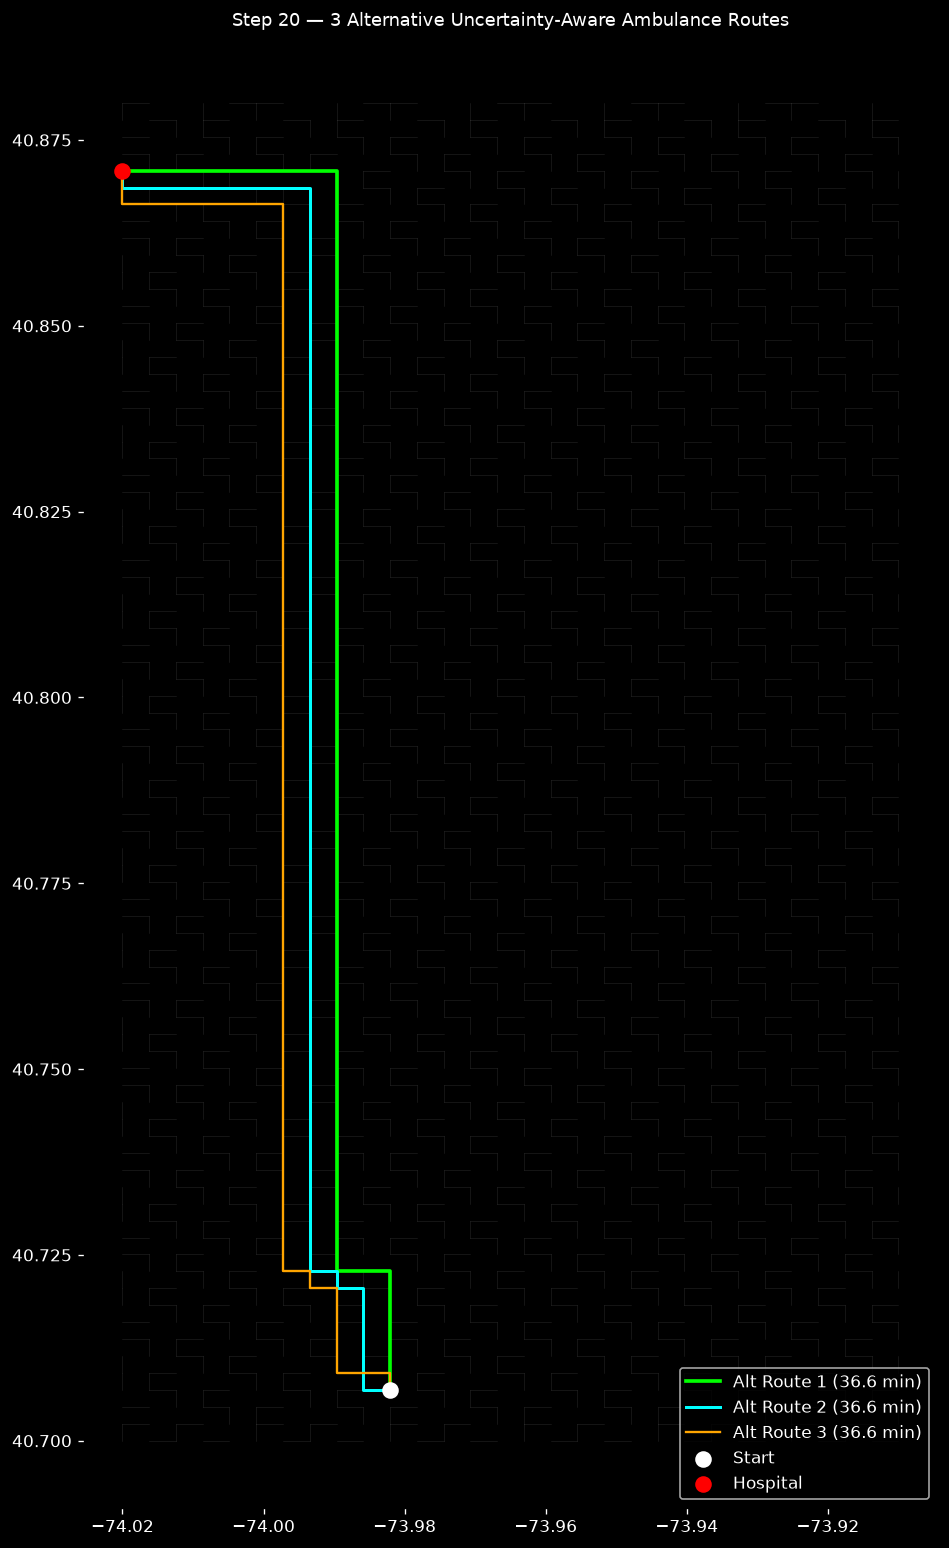 Step 20 — 3 Alternative Uncertainty-Aware Ambulance Routes
40.875
40.850
40.825
40.800
40.775
40.750
40.725
40.700
Alt Route 1 (36.6 min)
Alt Route 2 (36.6 min)
Alt Route 3 (36.6 min)
Start
Hospital
−74.02 −74.00 −73.98 −73.96 −73.94 −73.92